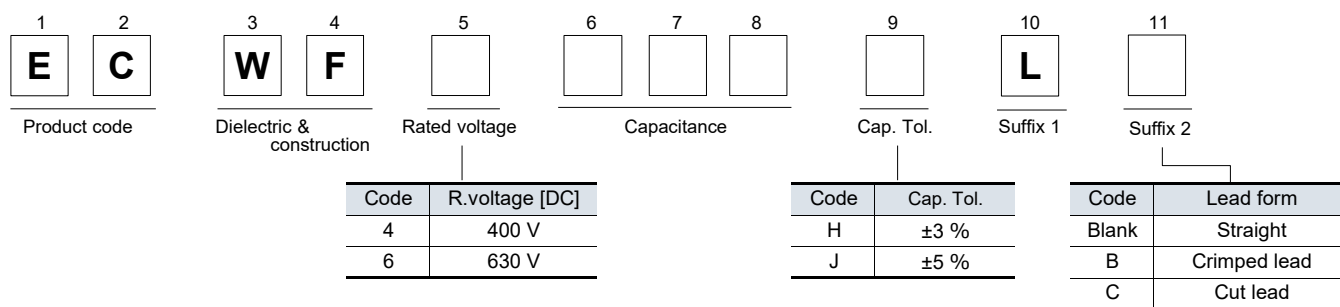 1 2 3 4 5 6 7 8 9 10 11
E C W F L
Product code Dielectric & Rated voltage Capacitance Cap. Tol. Suffix 1 Suffix 2
construction
Code R.voltage [DC] Code Cap. Tol. Code Lead form
4 400 V H ±3 % Blank Straight
6 630 V J ±5 % B Crimped lead
C Cut lead